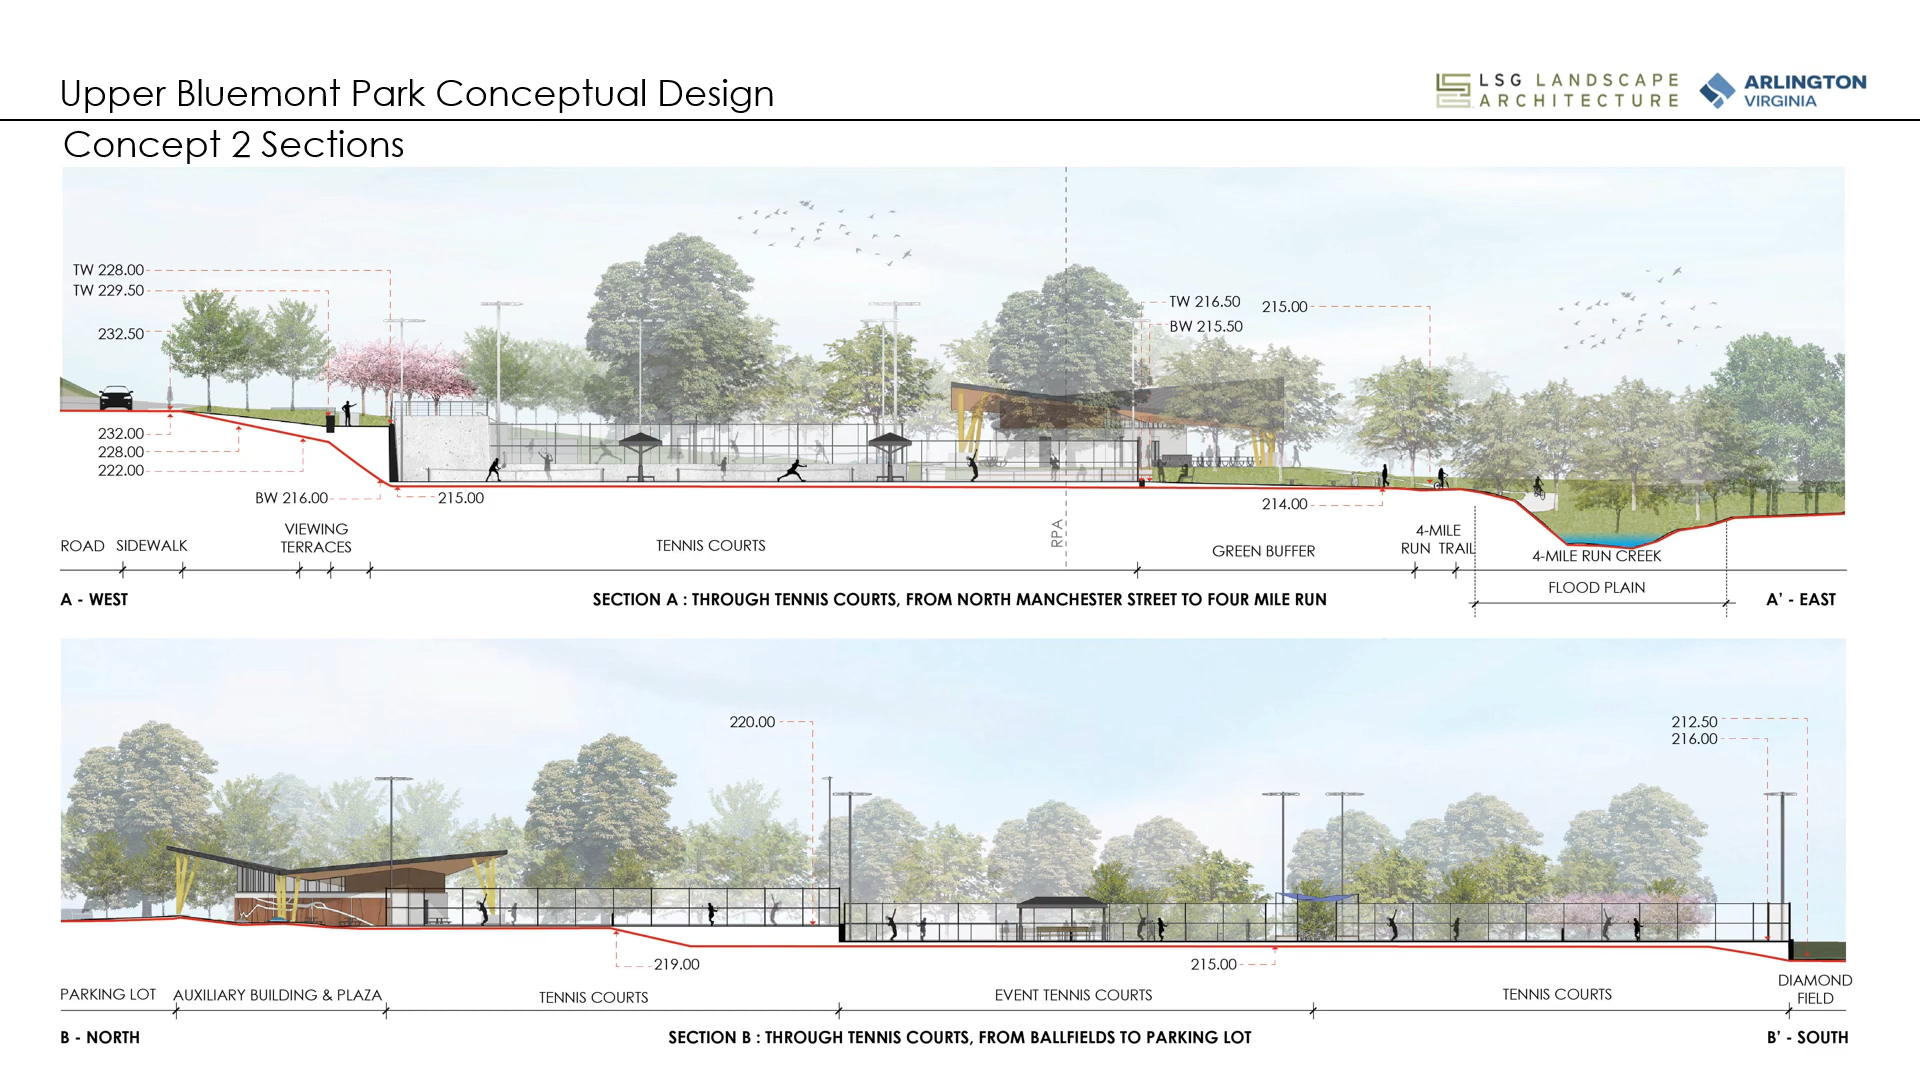 Upper Bluemont Park Conceptual Design
LSG LANDSCAPE
ARCHITECTURE
ARLINGTON
VIRGINIA
Concept 2 Sections
TW 228.00
TW 229.50
232.50
232.00
228.00
222.00
BW 216.00
215.00
TW 216.50
BW 215.50
215.00
214.00
RPA
ROAD
SIDEWALK
VIEWING
TERRACES
TENNIS COURTS
GREEN BUFFER
4-MILE
RUN TRAIL
4-MILE RUN CREEK
FLOOD PLAIN
A - WEST
SECTION A : THROUGH TENNIS COURTS, FROM NORTH MANCHESTER STREET TO FOUR MILE RUN
A' - EAST
220.00
212.50
216.00
219.00
215.00
PARKING LOT
AUXILIARY BUILDING & PLAZA
TENNIS COURTS
EVENT TENNIS COURTS
TENNIS COURTS
DIAMOND
FIELD
B - NORTH
SECTION B : THROUGH TENNIS COURTS, FROM BALLFIELDS TO PARKING LOT
B' - SOUTH